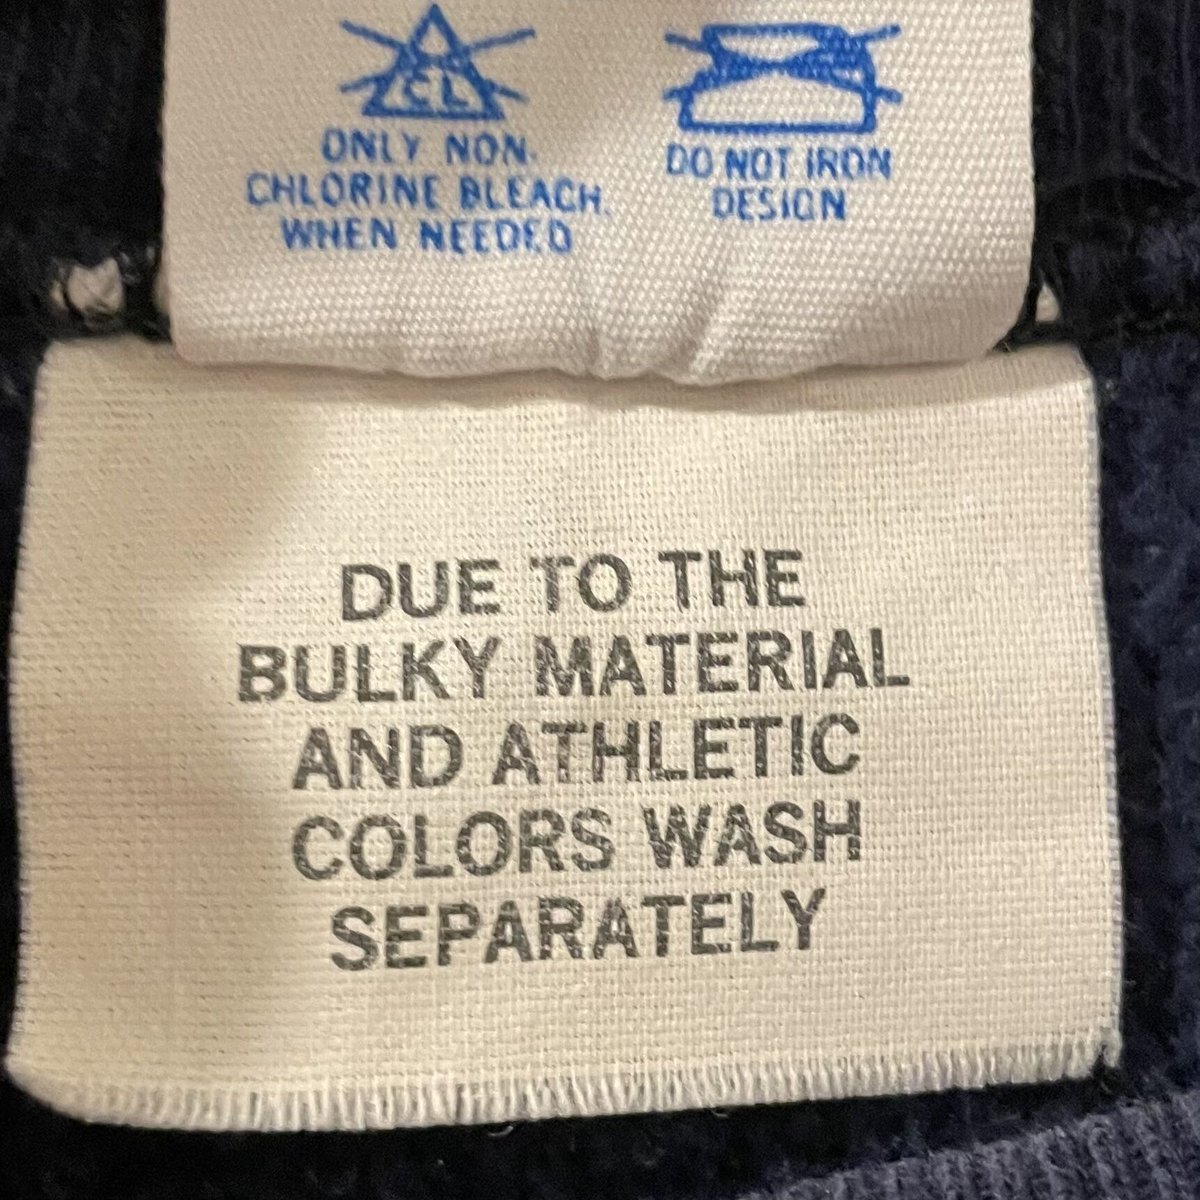 CL
ONLY NON-
CHLORINE BLEACH.
WHEN NEEDED
DO NOT IRON
DESIGN
DUE TO THE
BULKY MATERIAL
AND ATHLETIC
COLORS WASH
SEPARATELY